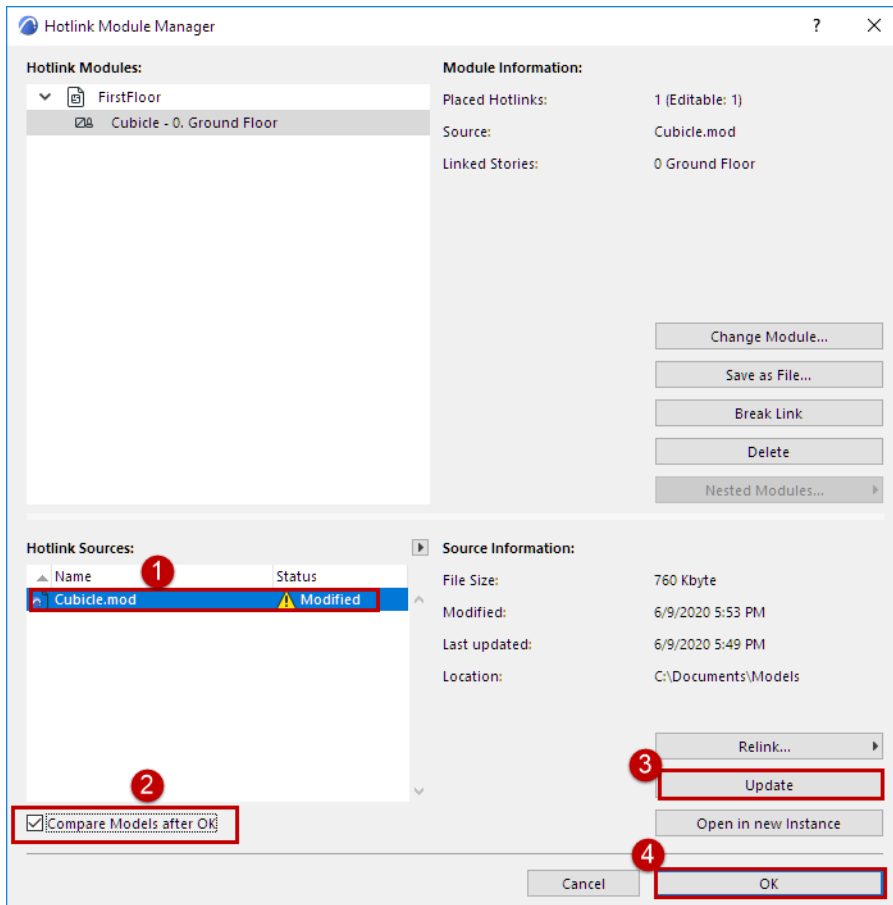 Hotlink Module Manager
?
Hotlink Modules:
FirstFloor
Cubicle - 0. Ground Floor
Module Information:
Placed Hotlinks: 1 (Editable: 1)
Source: Cubicle.mod
Linked Stories: 0 Ground Floor
Change Module...
Save as File...
Break Link
Delete
Nested Modules...
Hotlink Sources:
1
Name Status
Cubicle.mod Modified
2
Compare Models after OK
Source Information:
File Size: 760 Kbyte
Modified: 6/9/2020 5:53 PM
Last updated: 6/9/2020 5:49 PM
Location: C:\Documents\Models
Relink...
3
Update
Open in new Instance
4
Cancel OK